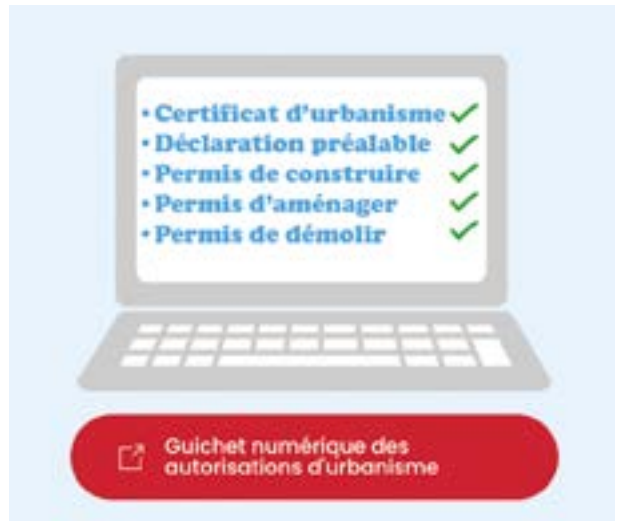 • Certificat d'urbanisme
• Déclaration préalable
• Permis de construire
• Permis d'aménager
• Permis de démolir
Guichet numérique des
autorisations d'urbanisme